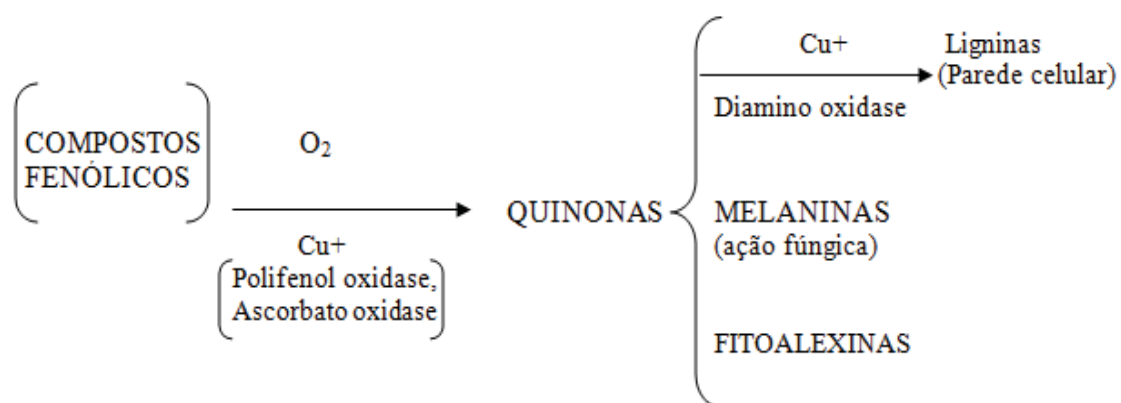 COMPOSTOS
FENÓLICOS
O₂
Cu+
Polifenol oxidase,
Ascorbato oxidase
QUINONAS
Cu+
Diamino oxidase
Ligninas
(Parede celular)
MELANINAS
(ação fúngica)
FITOALEXINAS